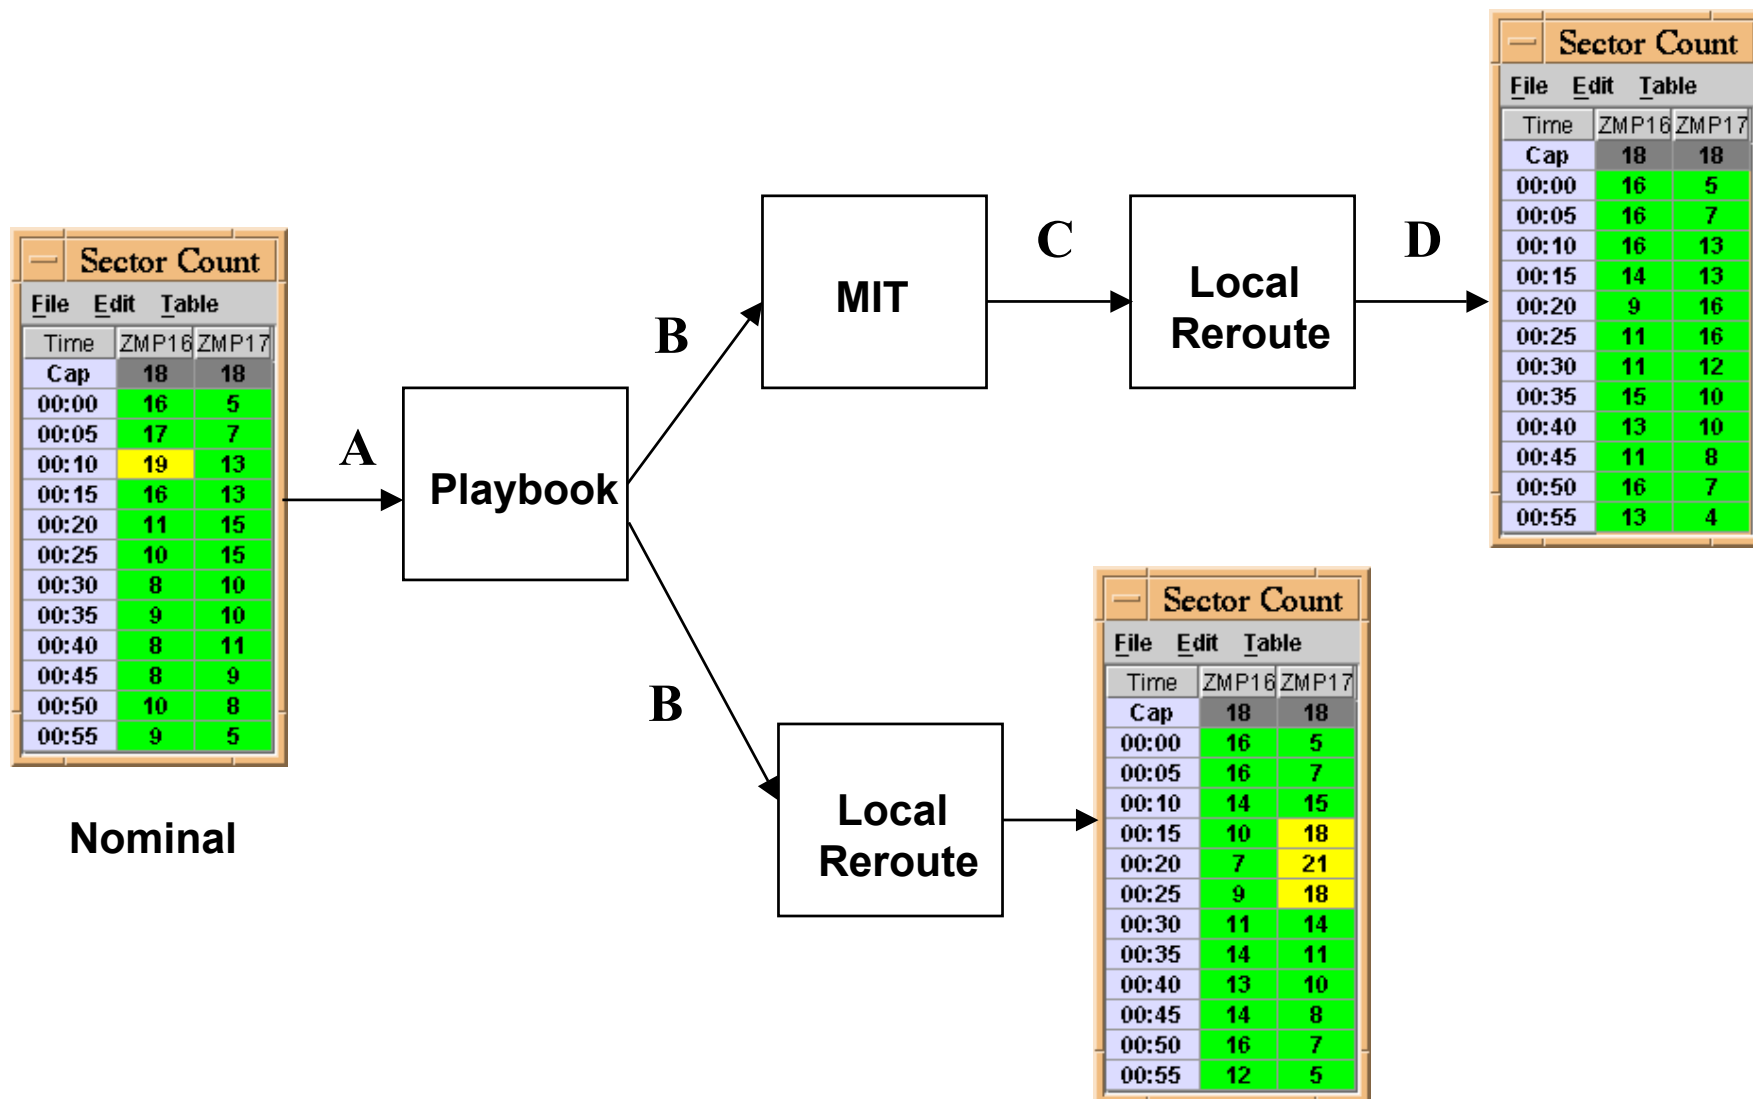 Sector Count
File Edit Table
Time ZMP16 ZMP17
Cap 18 18
00:00 16 5
00:05 17 7
00:10 19 13
00:15 16 13
00:20 11 15
00:25 10 15
00:30 8 10
00:35 9 10
00:40 8 11
00:45 8 9
00:50 10 8
00:55 9 5
Nominal
A
Playbook
B
MIT
C
Local
Reroute
D
Sector Count
File Edit Table
Time ZMP16 ZMP17
Cap 18 18
00:00 16 5
00:05 16 7
00:10 16 13
00:15 14 13
00:20 9 16
00:25 11 16
00:30 11 12
00:35 15 10
00:40 13 10
00:45 11 8
00:50 16 7
00:55 13 4
B
Local
Reroute
Sector Count
File Edit Table
Time ZMP16 ZMP17
Cap 18 18
00:00 16 5
00:05 16 7
00:10 14 15
00:15 10 18
00:20 7 21
00:25 9 18
00:30 11 14
00:35 14 11
00:40 13 10
00:45 14 8
00:50 16 7
00:55 12 5